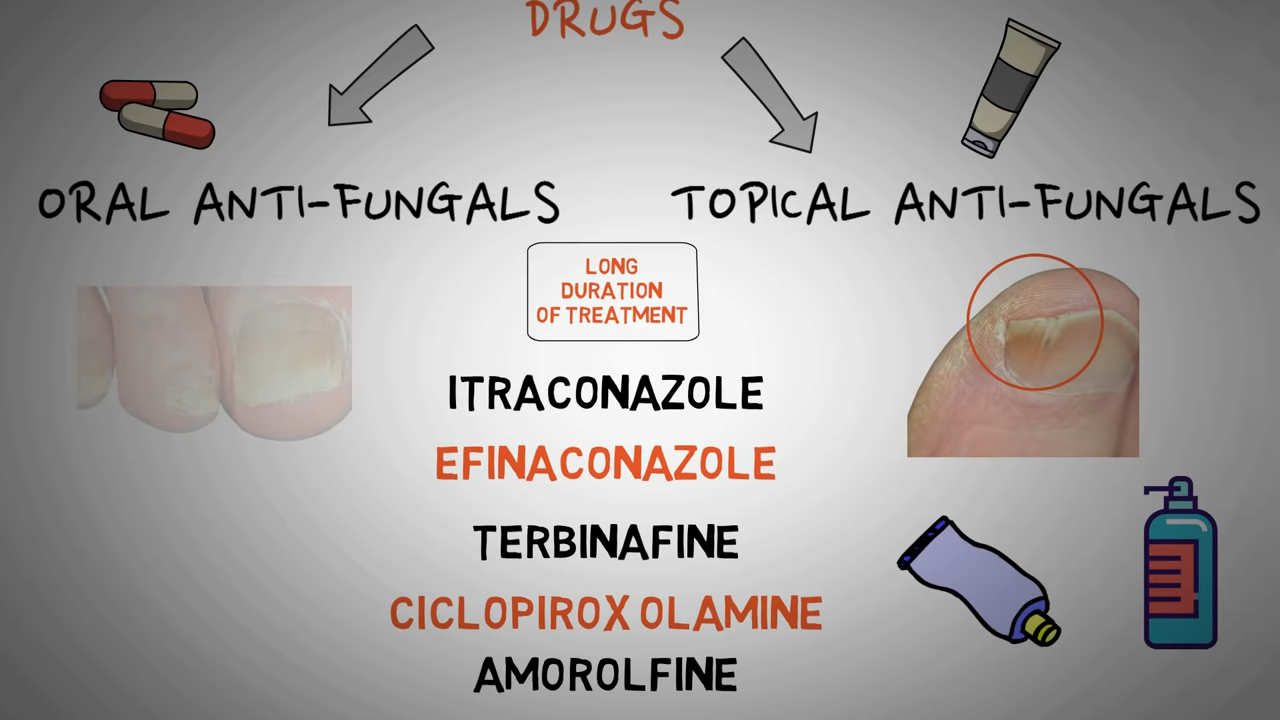 DRUGS
ORAL ANTI-FUNGALS
TOPICAL ANTI-FUNGALS
LONG
DURATION
OF TREATMENT
ITRACONAZOLE
EFINACONAZOLE
TERBINAFINE
CICLOPIROX OLAMINE
AMOROLFINE